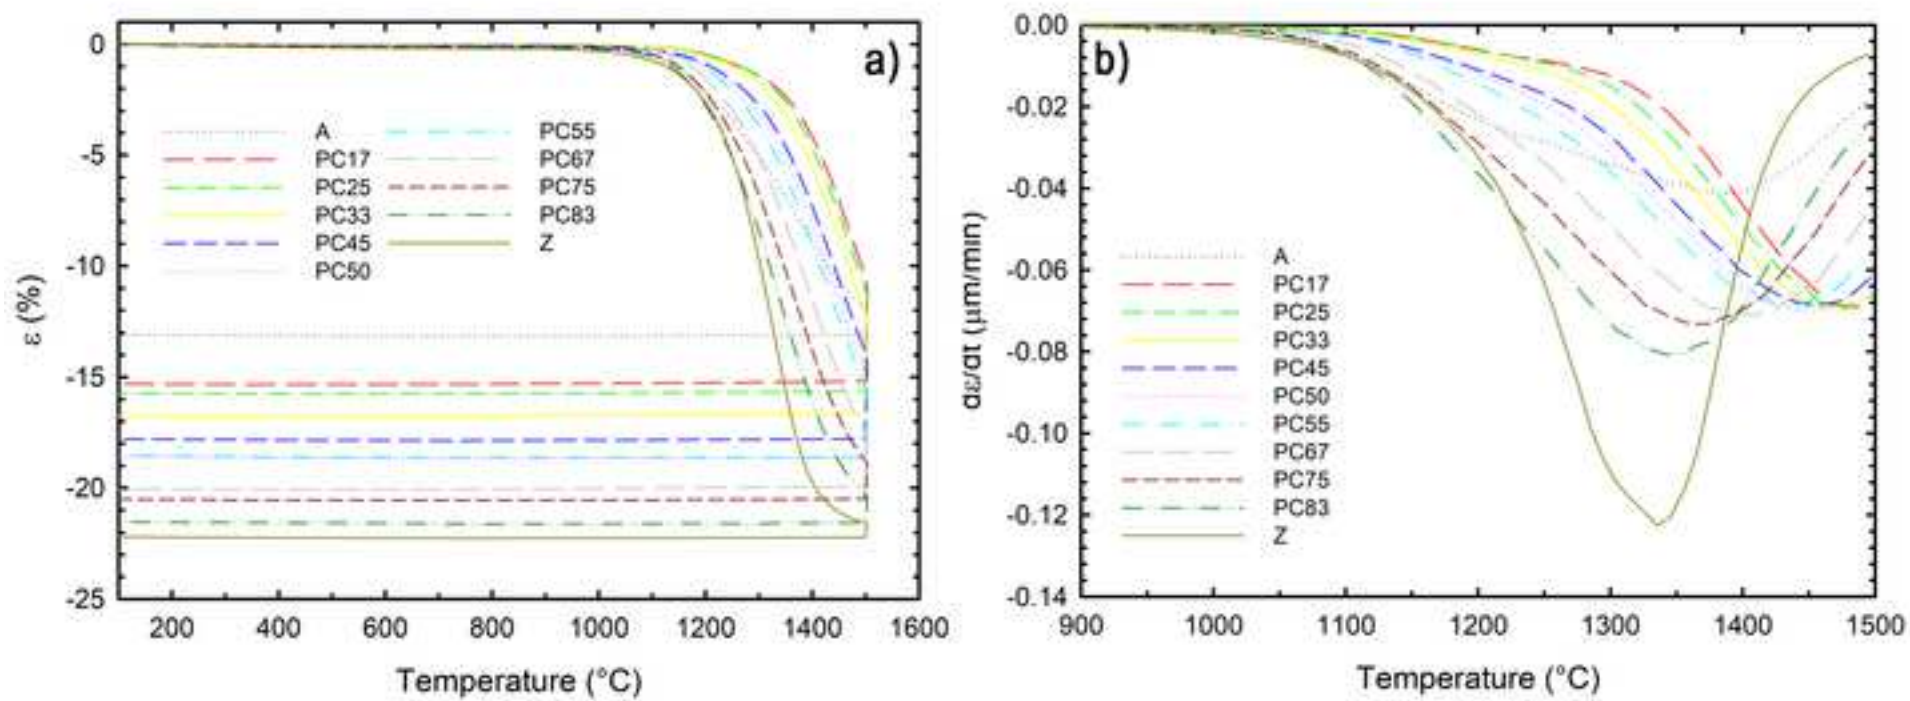 a)
0
-5
-10
-15
-20
-25
ε (%)
A
PC17
PC25
PC33
PC45
PC50
PC55
PC67
PC75
PC83
Z
200 400 600 800 1000 1200 1400 1600
Temperature (°C)
b)
0.00
-0.02
-0.04
-0.06
-0.08
-0.10
-0.12
-0.14
dε/dt (μm/min)
A
PC17
PC25
PC33
PC45
PC50
PC55
PC67
PC75
PC83
Z
900 1000 1100 1200 1300 1400 1500
Temperature (°C)